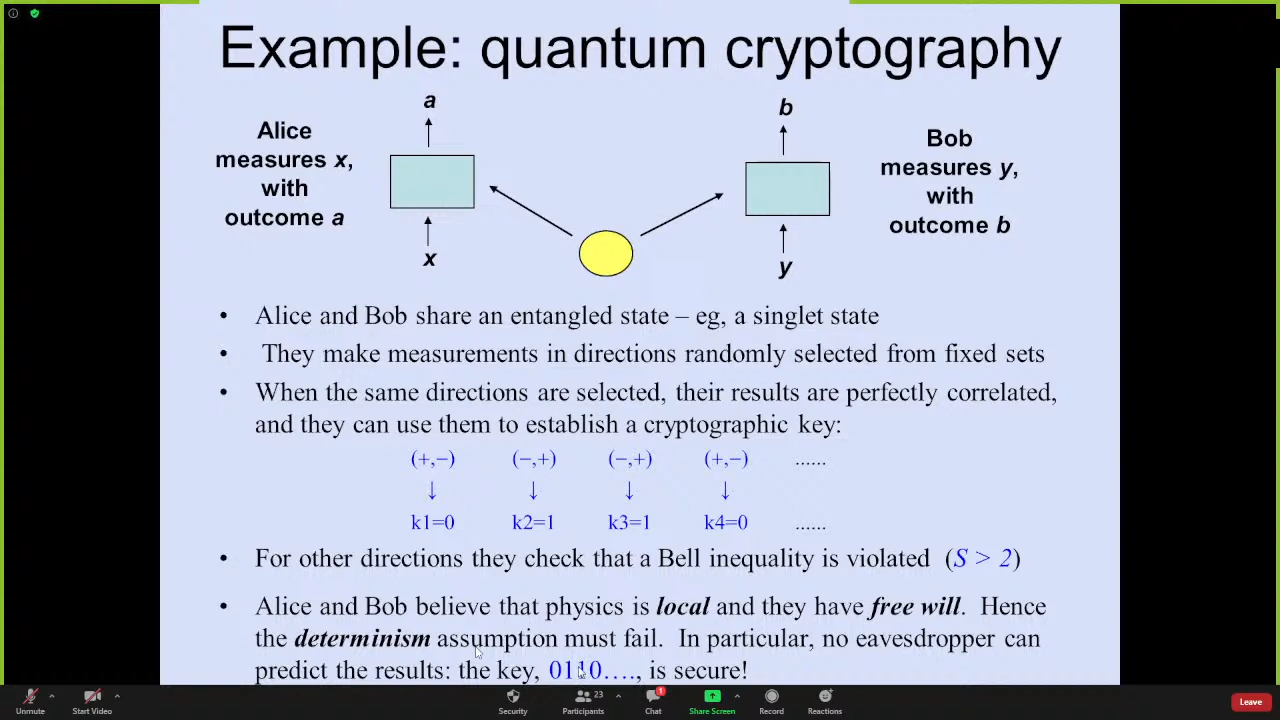 Example: quantum cryptography
a
b
Alice
measures x,
with
outcome a
Bob
measures y,
with
outcome b
x
y
• Alice and Bob share an entangled state – eg, a singlet state
• They make measurements in directions randomly selected from fixed sets
• When the same directions are selected, their results are perfectly correlated,
and they can use them to establish a cryptographic key:
(+,−) (−,+) (−,+) (+,−) ......
↓ ↓ ↓ ↓
k1=0 k2=1 k3=1 k4=0 ......
• For other directions they check that a Bell inequality is violated (S > 2)
• Alice and Bob believe that physics is local and they have free will. Hence
the determinism assumption must fail. In particular, no eavesdropper can
predict the results: the key, 0110…., is secure!
Unmute Start Video Security Participants 23 Chat 1 Share Screen Record Reactions Leave